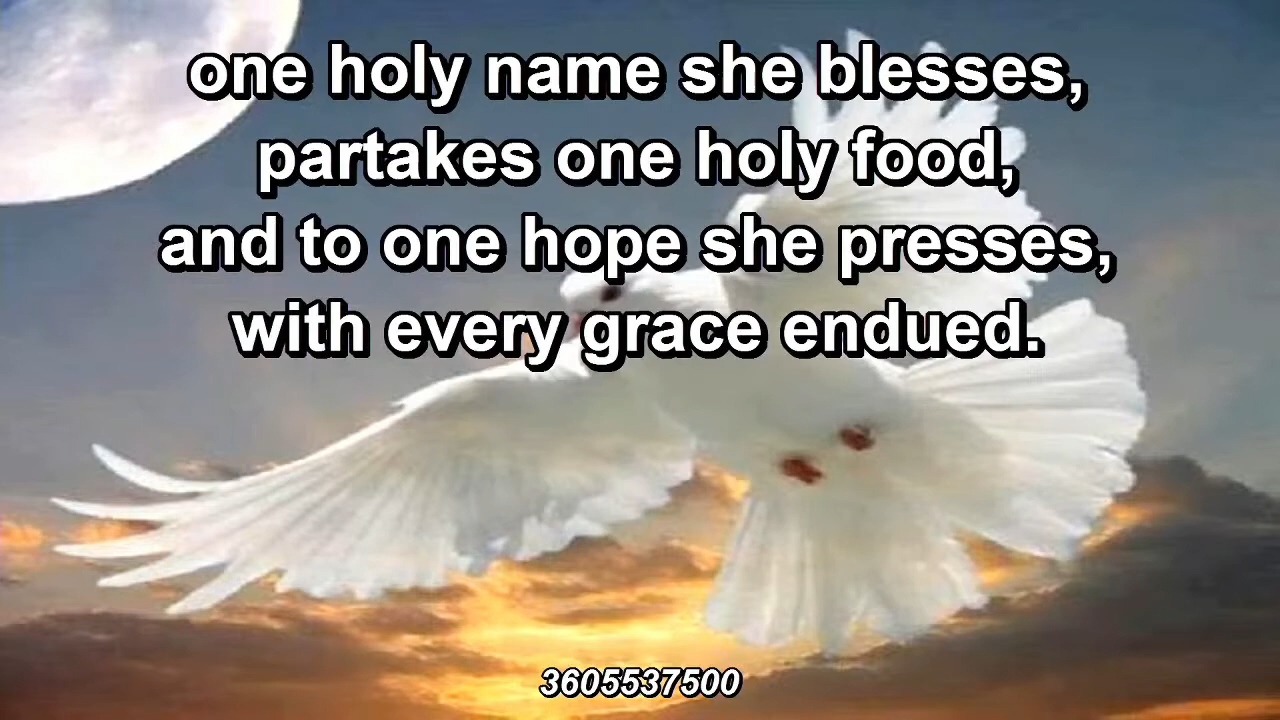 one holy name she blesses,
partakes one holy food,
and to one hope she presses,
with every grace endued.
3605537500